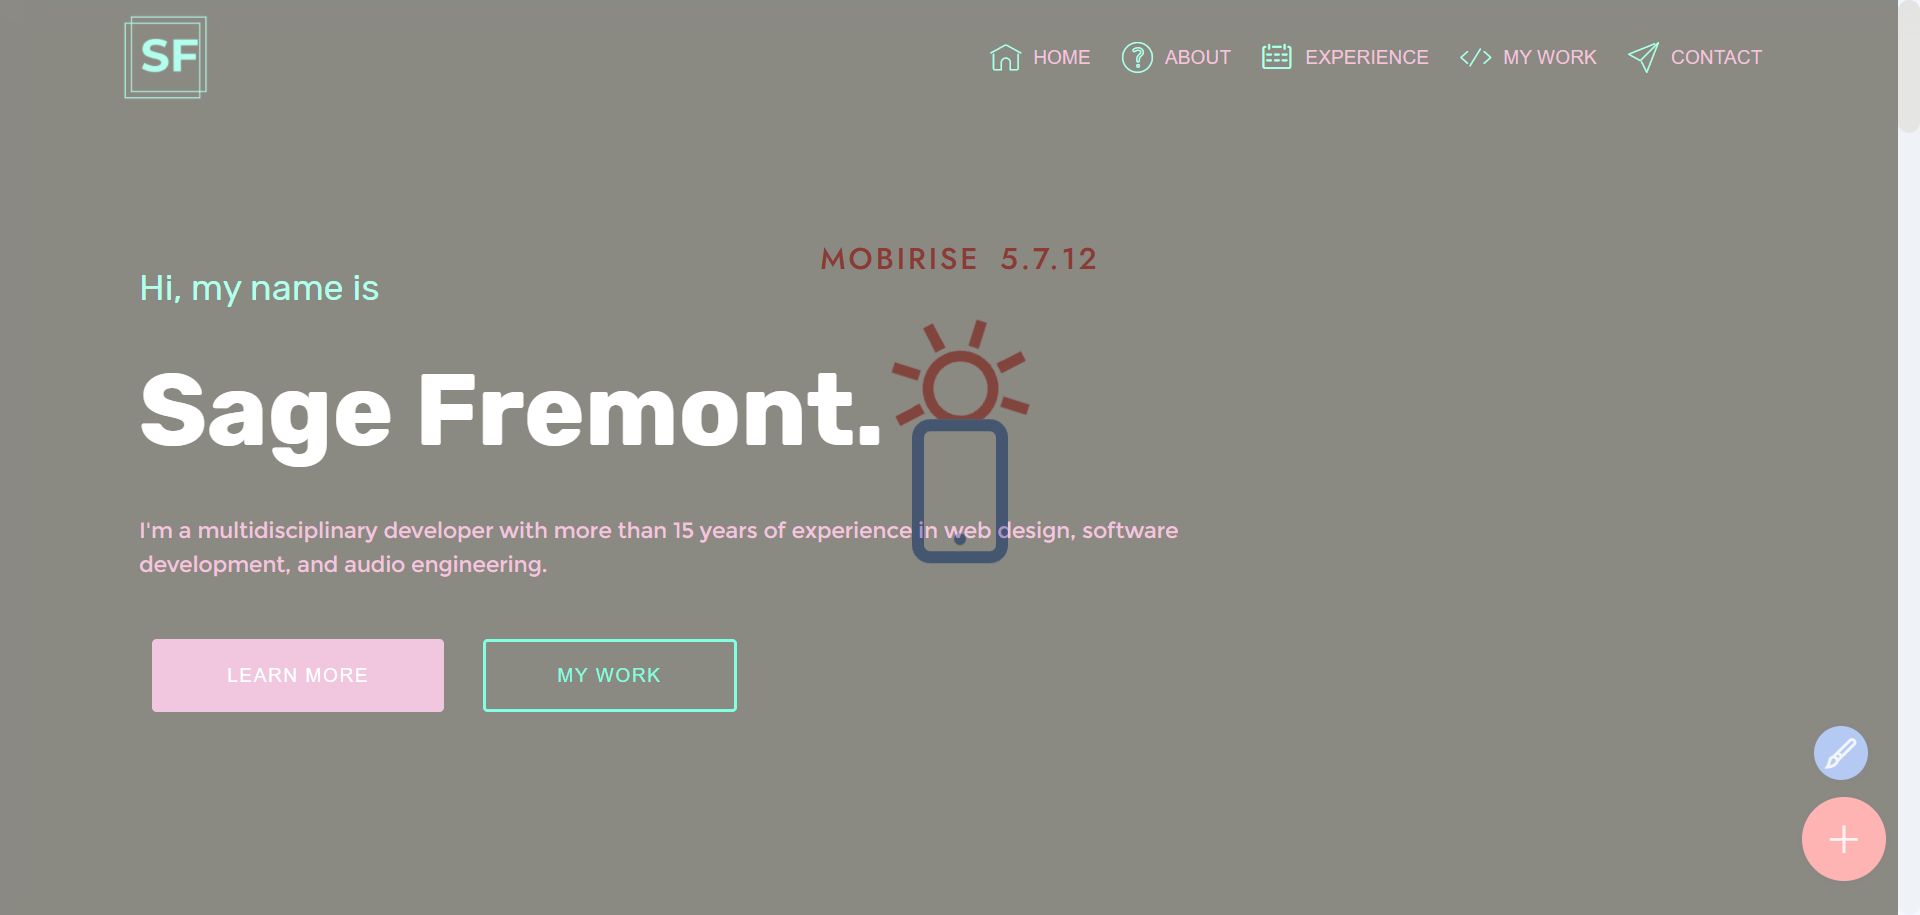 SF
HOME ABOUT EXPERIENCE MY WORK CONTACT
MOBIRISE 5.7.12
Hi, my name is
Sage Fremont.
I'm a multidisciplinary developer with more than 15 years of experience in web design, software
development, and audio engineering.
LEARN MORE MY WORK